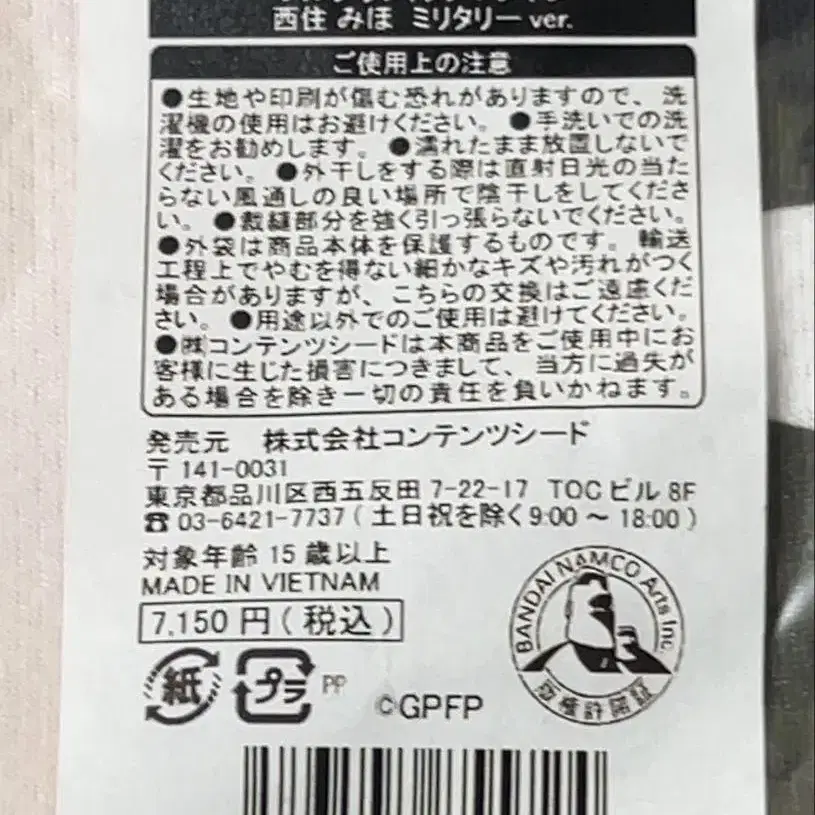 西住 みほ ミリタリー ver.
ご使用上の注意
●生地や印刷が傷む恐れがありますので、洗
濯機の使用はお避けください。 ●手洗いでの洗
濯をお勧めします。 ●濡れたまま放置しないで
ください。 ●外干しをする際は直射日光の当た
らない風通しの良い場所で陰干しをしてくださ
い。 ●裁縫部分を強く引っ張らないでください。
●外袋は商品本体を保護するものです。 輸送
工程上でやむを得ない細かなキズや汚れがつく
場合がありますが、こちらの交換はご遠慮くだ
さい。 ●用途以外でのご使用は避けてください。
●㈱コンテンツシードは本商品をご使用中にお
客様に生じた損害につきまして、 当方に過失が
ある場合を除き一切の責任を負いかねます。
発売元 株式会社コンテンツシード
〒 141-0031
東京都品川区西五反田 7-22-17 TOCビル 8F
☎ 03-6421-7737 ( 土日祝を除く 9:00 ～ 18:00 )
対象年齢 15 歳以上
MADE IN VIETNAM
7,150 円 ( 税込 )
BANDAI NAMCO Arts Inc.
版権許諾証
紙
プラ
PP
©GPFP